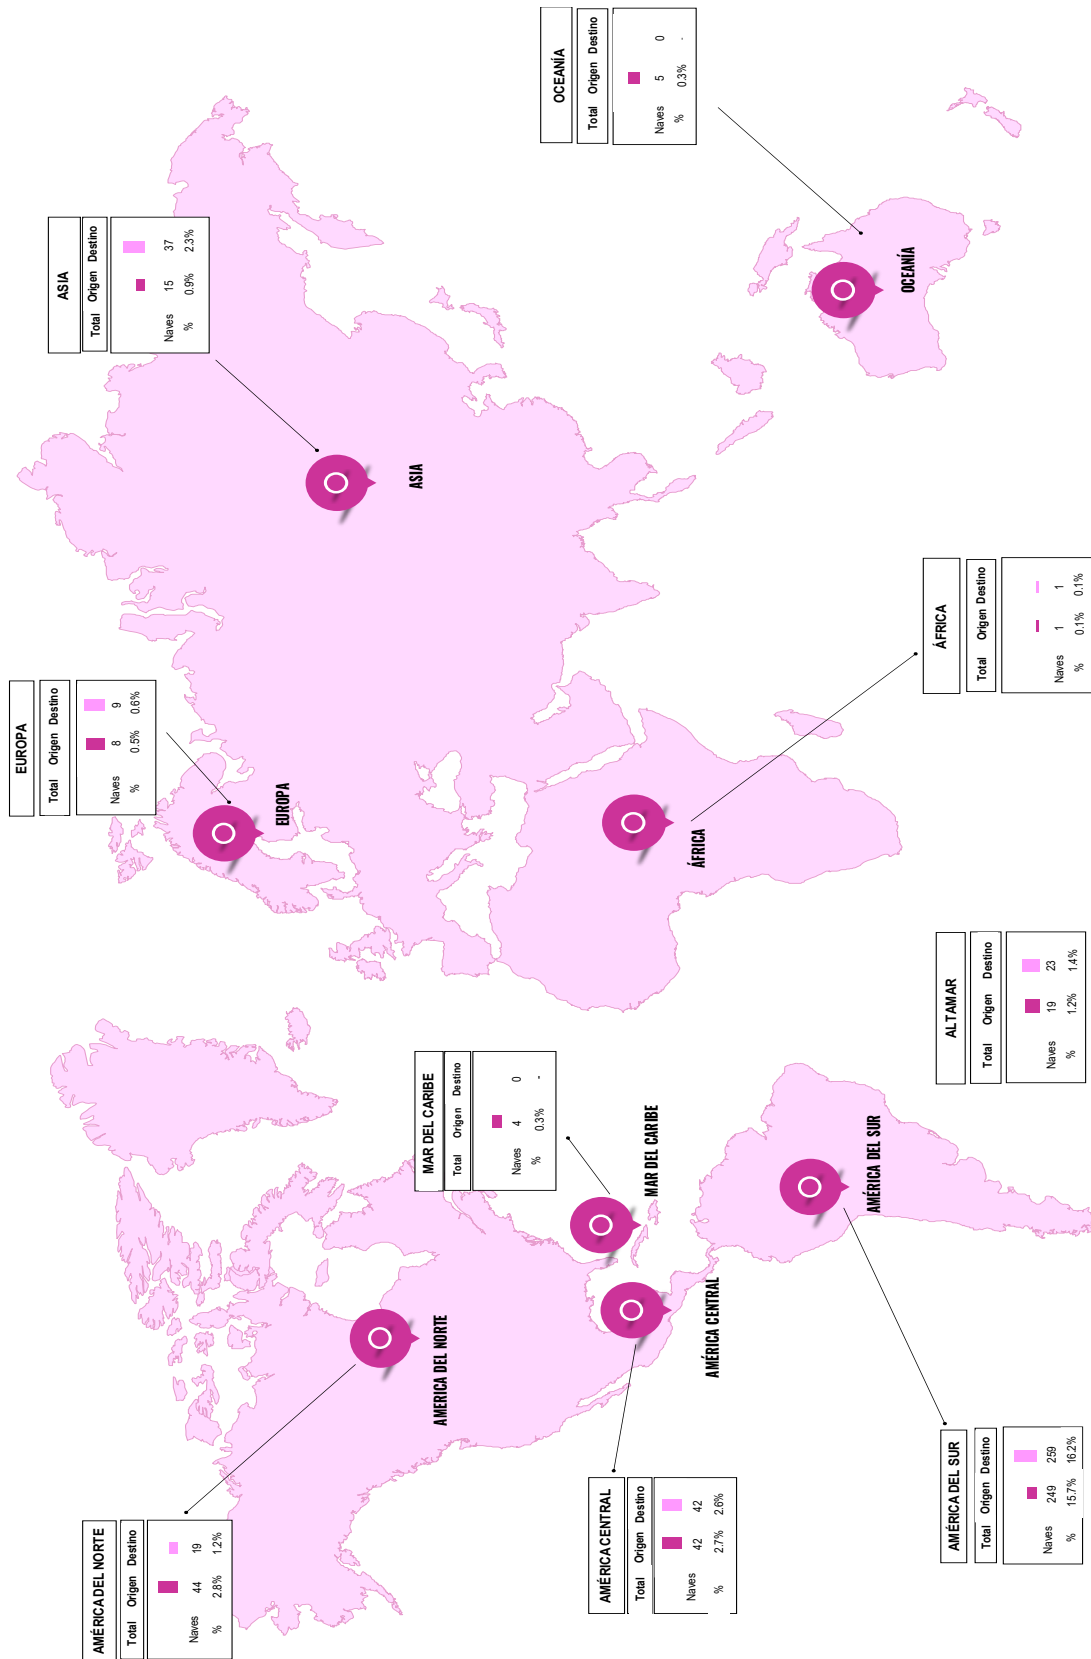 AMÉRICA DEL NORTE
Total Origen Destino
Naves 44 19
% 2.8% 1.2%
EUROPA
Total Origen Destino
Naves 8 9
% 0.5% 0.6%
ASIA
Total Origen Destino
Naves 15 37
% 0.9% 2.3%
EUROPA
ASIA
AMERICA DEL NORTE
MAR DEL CARIBE
Total Origen Destino
Naves 4 0
% 0.3% -
OCEANÍA
Total Origen Destino
Naves 5 0
% 0.3% -
AMÉRICA CENTRAL
Total Origen Destino
Naves 42 42
% 2.7% 2.6%
MAR DEL CARIBE
AMÉRICA CENTRAL
ÁFRICA
OCEANÍA
AMÉRICA DEL SUR
AMÉRICA DEL SUR
Total Origen Destino
Naves 249 259
% 15.7% 16.2%
ALTAMAR
Total Origen Destino
Naves 19 23
% 1.2% 1.4%
ÁFRICA
Total Origen Destino
Naves 1 1
% 0.1% 0.1%